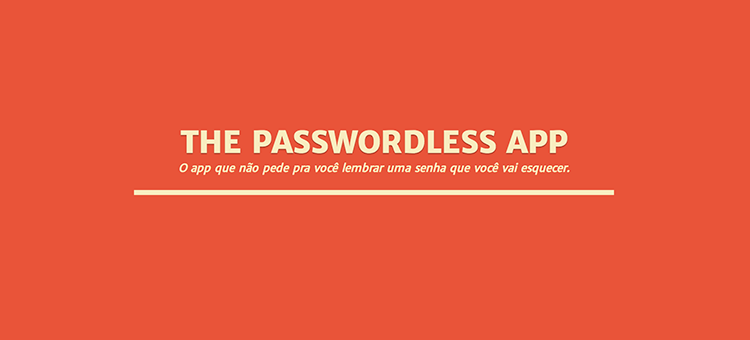 THE PASSWORDLESS APP
O app que não pede pra você lembrar uma senha que você vai esquecer.